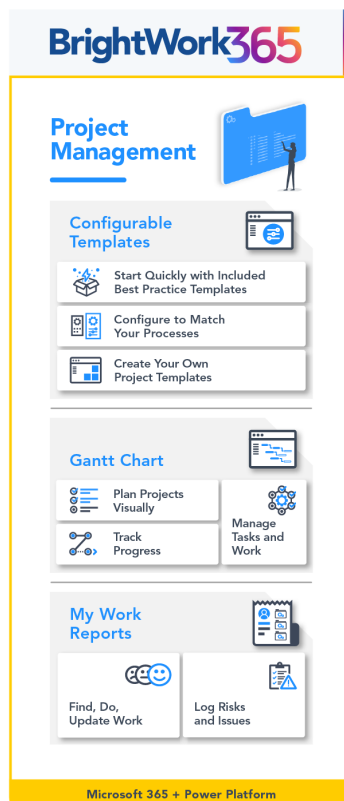 BrightWork365
Project
Management
Configurable
Templates
Start Quickly with Included
Best Practice Templates
Configure to Match
Your Processes
Create Your Own
Project Templates
Gantt Chart
Plan Projects
Visually
Track
Progress
Manage
Tasks and
Work
My Work
Reports
Find, Do,
Update Work
Log Risks
and Issues
Microsoft 365 + Power Platform